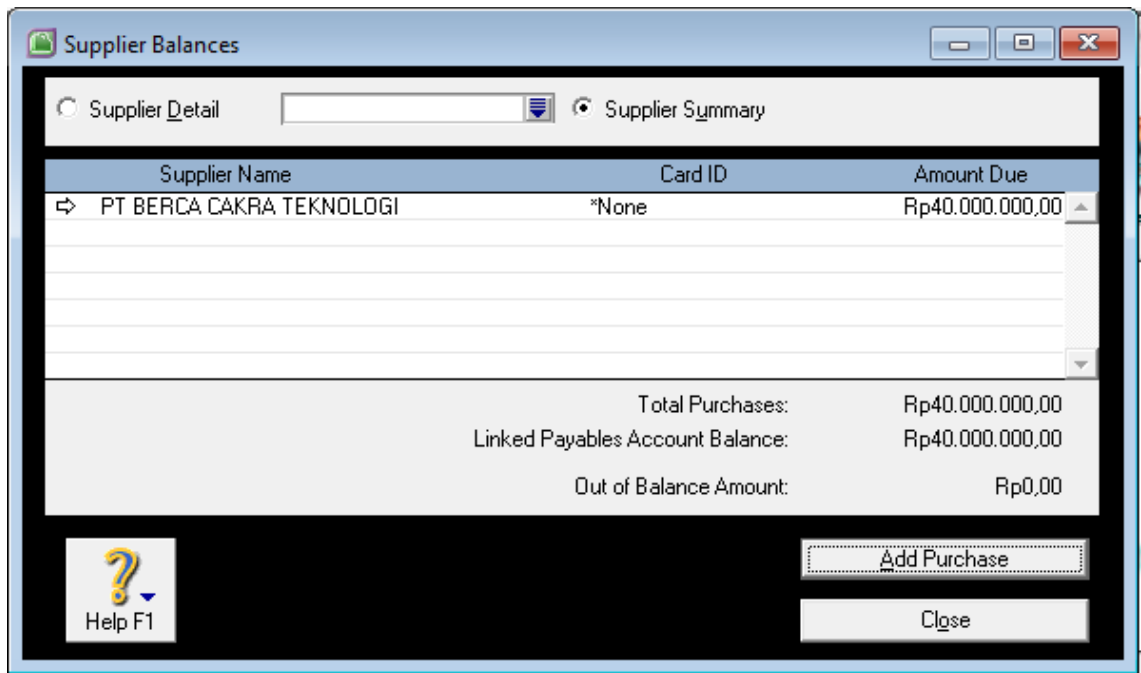 Supplier Balances
Supplier Detail Supplier Summary
Supplier Name Card ID Amount Due
PT BERCA CAKRA TEKNOLOGI *None Rp40.000.000,00
Total Purchases: Rp40.000.000,00
Linked Payables Account Balance: Rp40.000.000,00
Out of Balance Amount: Rp0,00
Add Purchase
Help F1
Close